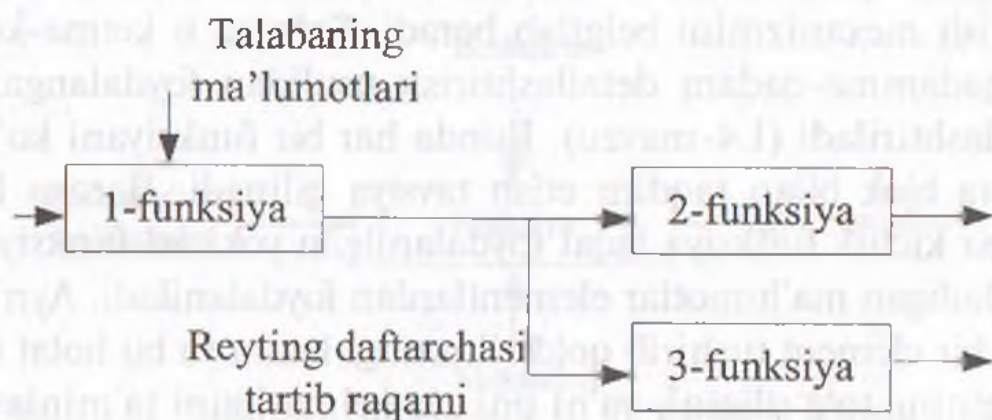 Talabaning
ma'lumotlari
1-funksiya
2-funksiya
Reyting daftarchasi
tartib raqami
3-funksiya